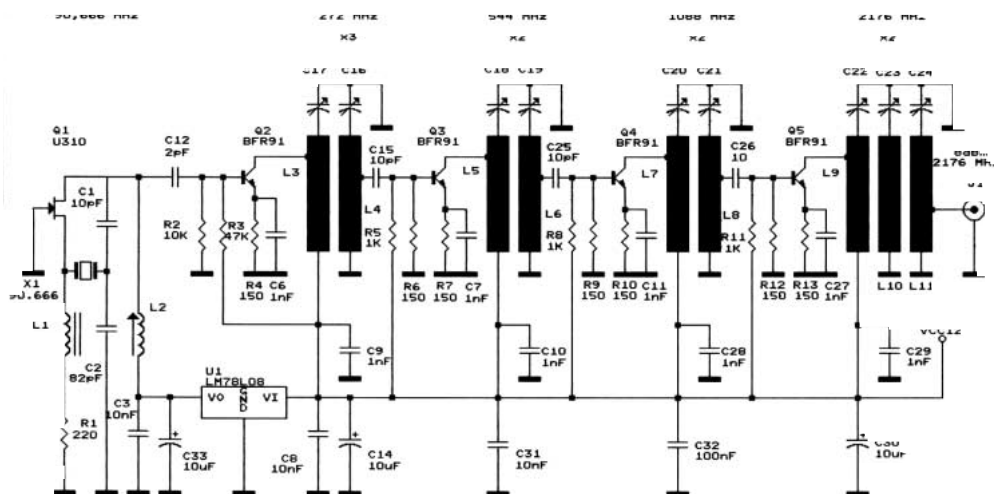 272 MHz
544 MHz
1088 MHz
2176 MHz
x3
x2
x2
x2
C17
C16
C18
C19
C20
C21
C22
C23
C24
Q1
U310
C12
2pF
Q2
BFR91
L3
C15
10pF
Q3
BFR91
L5
C25
10pF
Q4
BFR91
L7
C26
10
Q5
BFR91
L9
2176
C1
10pF
R2
10K
R3
47K
L4
R5
1K
L6
R8
1K
L8
R11
1K
X1
R4
150
C6
1nF
R6
150
R7
150
C7
1nF
R9
150
R10
150
C11
1nF
R12
150
R13
150
C27
1nF
L10
L11
L1
L2
C2
82pF
C9
1nF
C10
1nF
C28
1nF
C29
1nF
VCC12
U1
LM78L08
VO
GND
VI
C3
10nF
R1
220
C33
10uF
C8
10nF
C14
10uF
C31
10nF
C32
100nF
C30
10uF